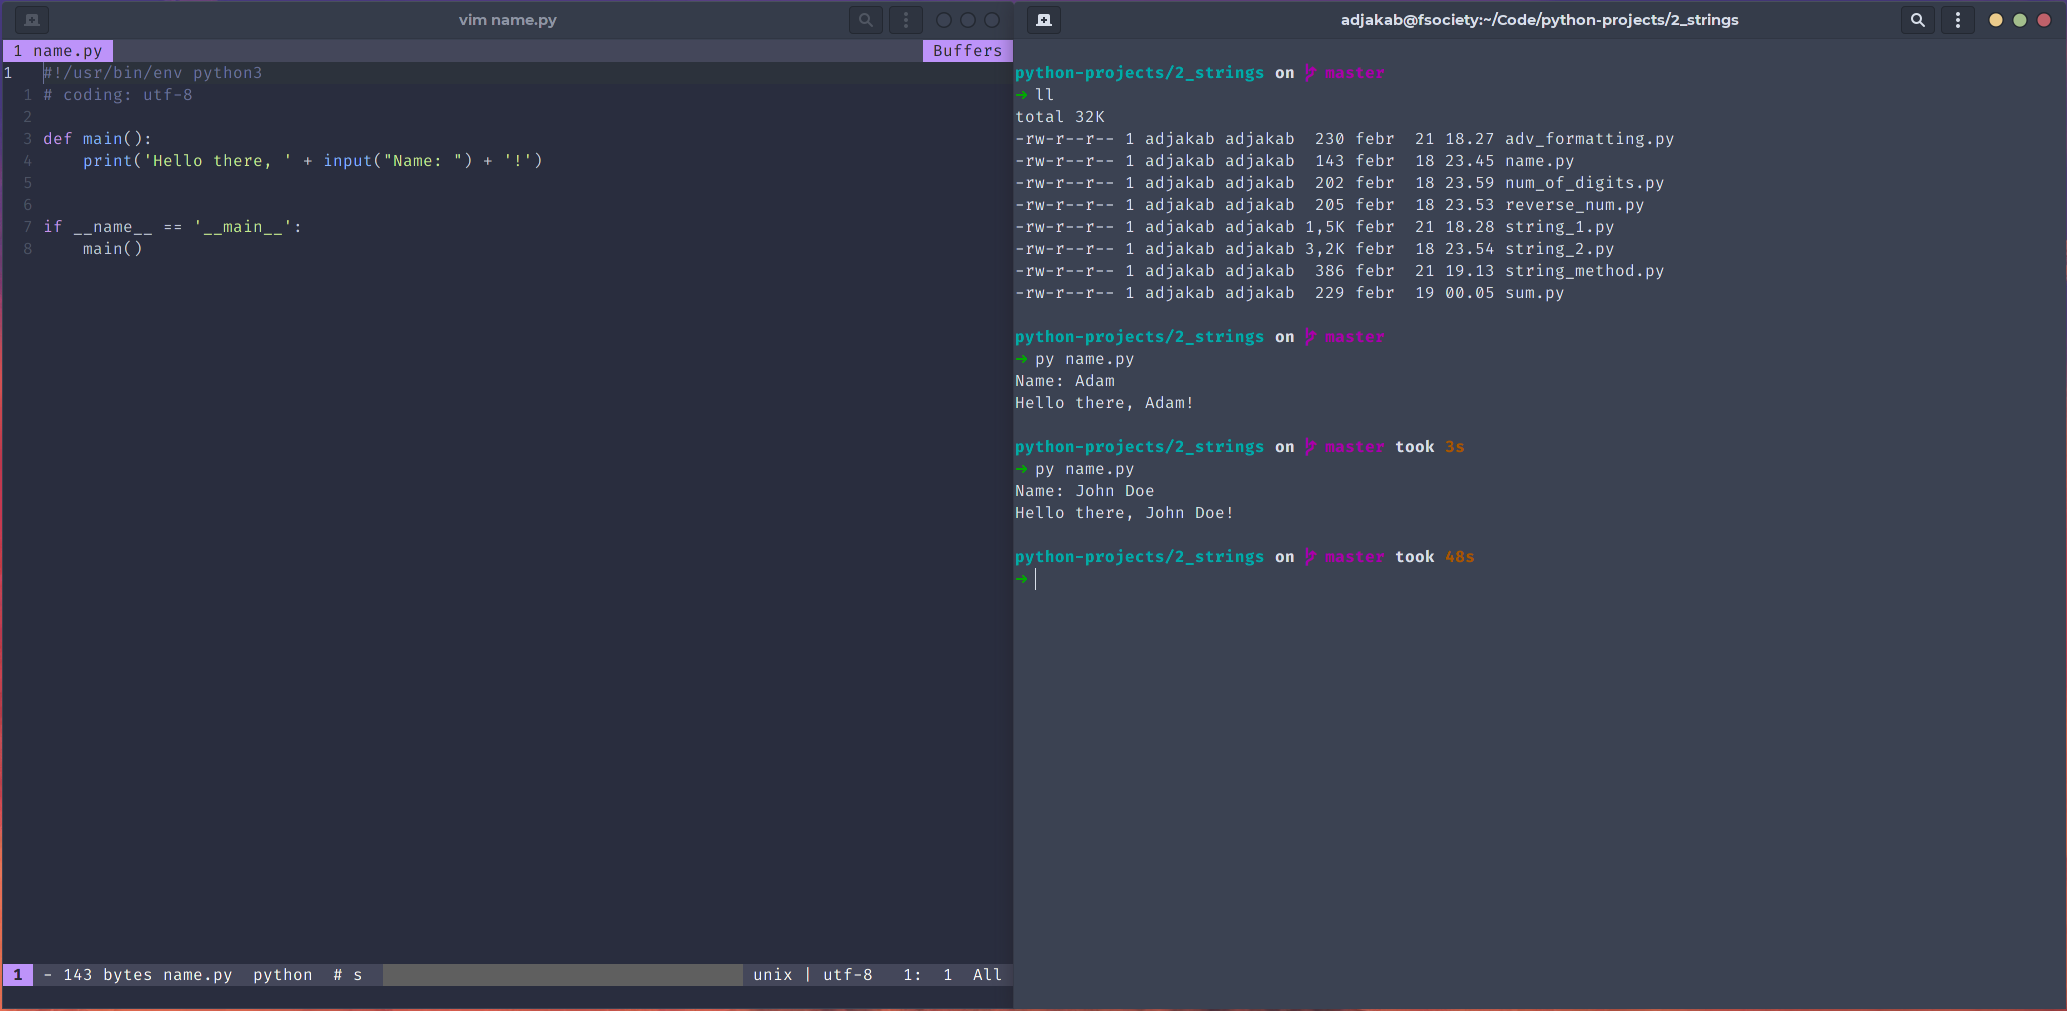 vim name.py
1 name.py Buffers
1 #!/usr/bin/env python3
1 # coding: utf-8
2
3 def main():
4     print('Hello there, ' + input("Name: ") + '!')
5
6
7 if __name__ == '__main__':
8     main()
1 - 143 bytes name.py  python  # s unix | utf-8   1:  1  All
adjakab@fsociety:~/Code/python-projects/2_strings
python-projects/2_strings on master
➜ ll
total 32K
-rw-r--r-- 1 adjakab adjakab  230 febr  21 18.27 adv_formatting.py
-rw-r--r-- 1 adjakab adjakab  143 febr  18 23.45 name.py
-rw-r--r-- 1 adjakab adjakab  202 febr  18 23.59 num_of_digits.py
-rw-r--r-- 1 adjakab adjakab  205 febr  18 23.53 reverse_num.py
-rw-r--r-- 1 adjakab adjakab 1,5K febr  21 18.28 string_1.py
-rw-r--r-- 1 adjakab adjakab 3,2K febr  18 23.54 string_2.py
-rw-r--r-- 1 adjakab adjakab  386 febr  21 19.13 string_method.py
-rw-r--r-- 1 adjakab adjakab  229 febr  19 00.05 sum.py
python-projects/2_strings on master
➜ py name.py
Name: Adam
Hello there, Adam!
python-projects/2_strings on master took 3s
➜ py name.py
Name: John Doe
Hello there, John Doe!
python-projects/2_strings on master took 48s
➜